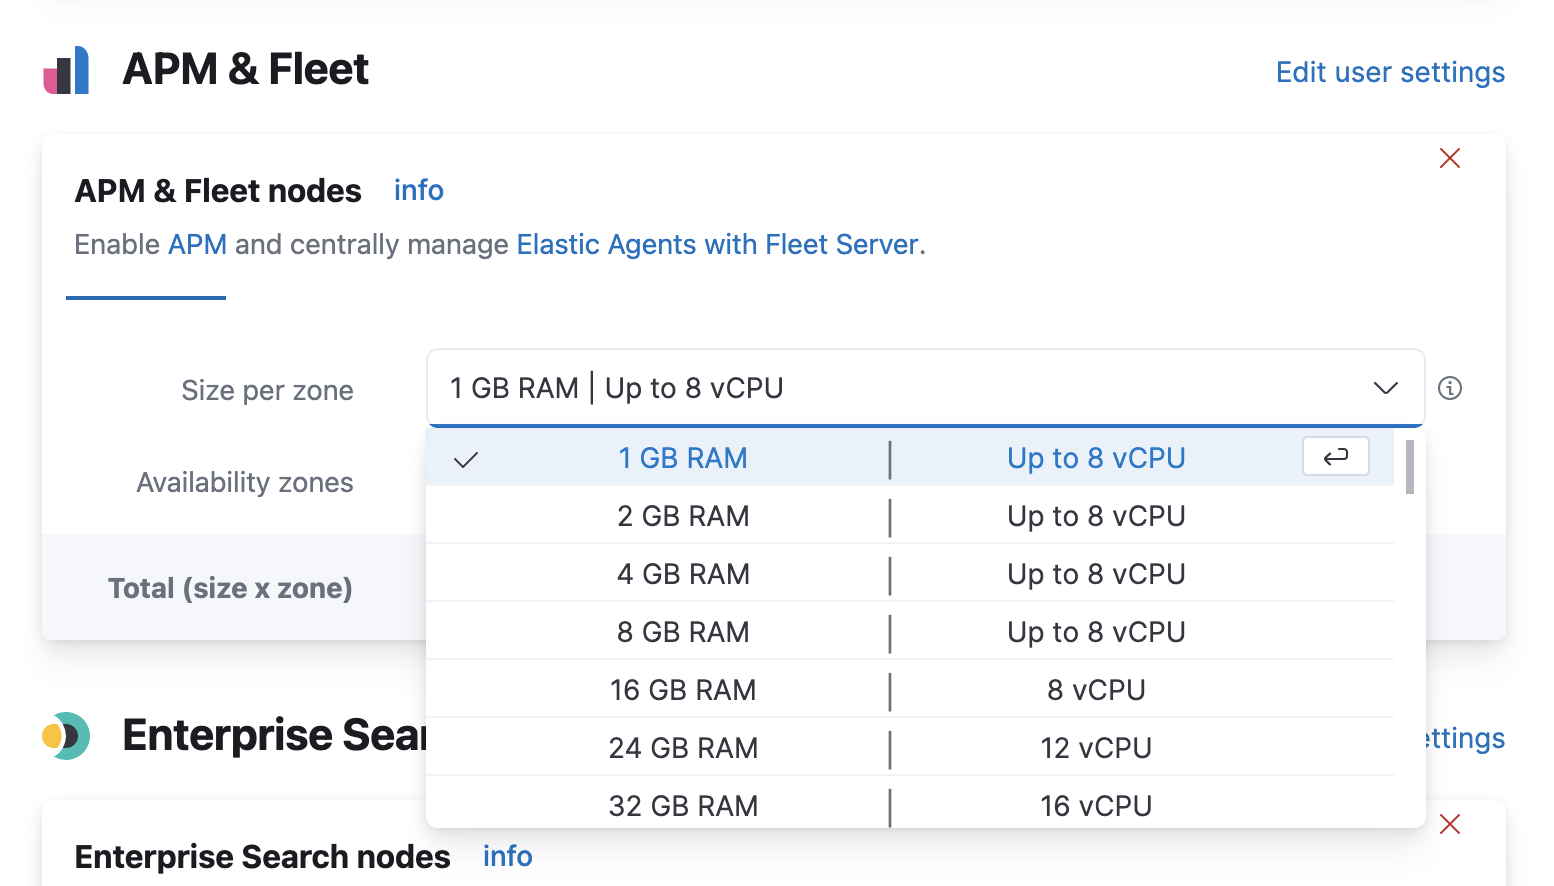 APM & Fleet
Edit user settings
APM & Fleet nodes info
Enable APM and centrally manage Elastic Agents with Fleet Server.
Size per zone
1 GB RAM | Up to 8 vCPU
1 GB RAM | Up to 8 vCPU
Availability zones
2 GB RAM | Up to 8 vCPU
4 GB RAM | Up to 8 vCPU
Total (size x zone)
8 GB RAM | Up to 8 vCPU
16 GB RAM | 8 vCPU
Enterprise Sear
ettings
24 GB RAM | 12 vCPU
32 GB RAM | 16 vCPU
Enterprise Search nodes info